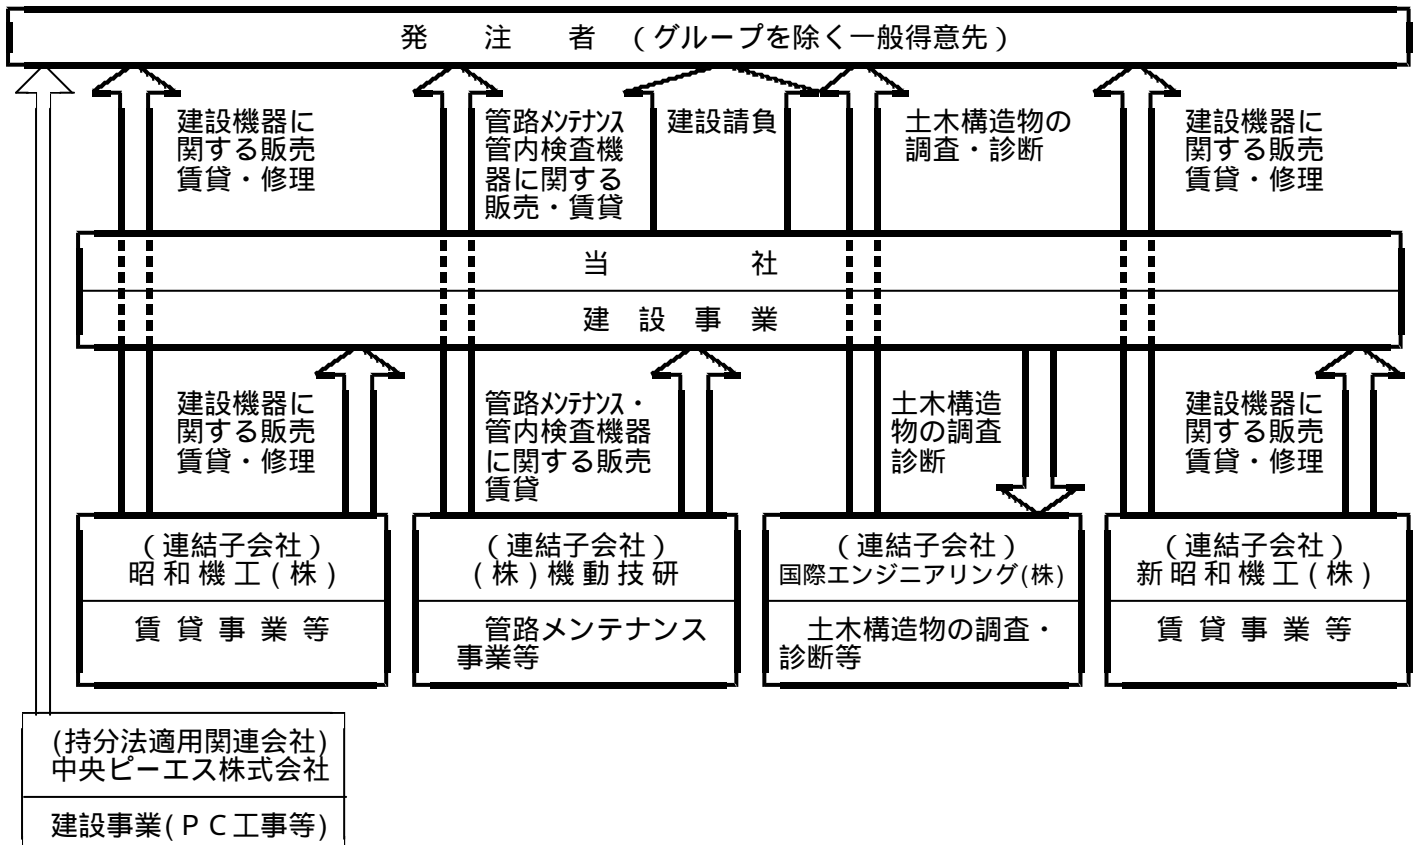 発　注　者　（グループを除く一般得意先）
建設機器に
関する販売
賃貸・修理
管路メンテナンス
管内検査機
器に関する
販売・賃貸
建設請負
土木構造物の
調査・診断
建設機器に
関する販売
賃貸・修理
当　社
建　設　事　業
建設機器に
関する販売
賃貸・修理
管路メンテナンス・
管内検査機器
に関する販売
賃貸
土木構造
物の調査
診断
建設機器に
関する販売
賃貸・修理
（連結子会社）
昭和機工(株)
賃貸事業等
（連結子会社）
(株)機動技研
管路メンテナンス
事業等
（連結子会社）
国際エンジニアリング(株)
土木構造物の調査・
診断等
（連結子会社）
新昭和機工(株)
賃貸事業等
(持分法適用関連会社)
中央ピーエス株式会社
建設事業(ＰＣ工事等)